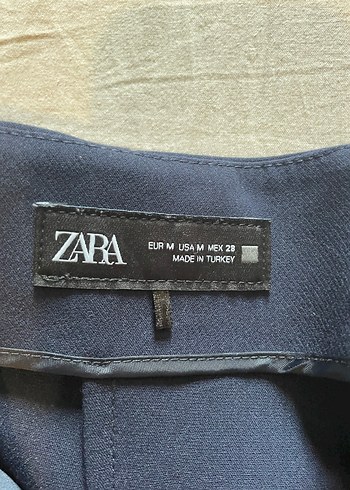 ZARA
EUR M USA M MEX 28
MADE IN TURKEY